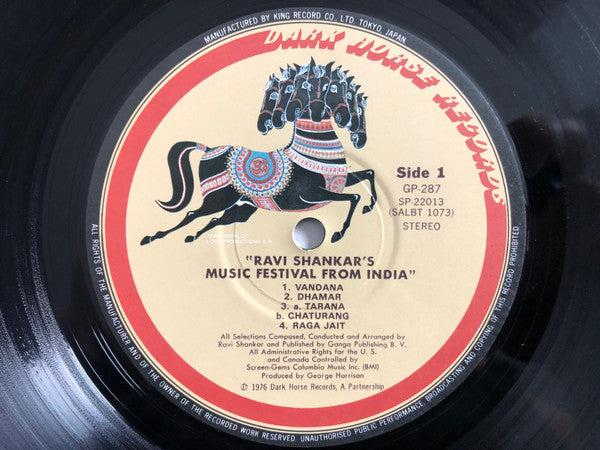 MANUFACTURED BY KING RECORD CO. LTD. TOKYO, JAPAN
DARK HORSE RECORDS
Side 1
GP-287
SP-22013
(SALBT 1073)
STEREO
TRADEMARK OF
LOKA PRODUCTIONS, S.A.
"RAVI SHANKAR'S
MUSIC FESTIVAL FROM INDIA"
1. VANDANA
2. DHAMAR
3. a. TARANA
b. CHATURANG
4. RAGA JAIT
All Selections Composed, Conducted and Arranged by
Ravi Shankar and Published by Ganga Publishing B. V.
All Administrative Rights for the U. S.
and Canada Controlled by
Screen-Gems Columbia Music Inc. (BMI)
Produced by George Harrison
Ⓟ 1976 Dark Horse Records, A Partnership
ALL RIGHTS OF THE MANUFACTURER AND OF THE OWNER OF THE RECORDED WORK RESERVED. UNAUTHORISED PUBLIC PERFORMANCE, BROADCASTING AND COPYING OF THIS RECORD PROHIBITED